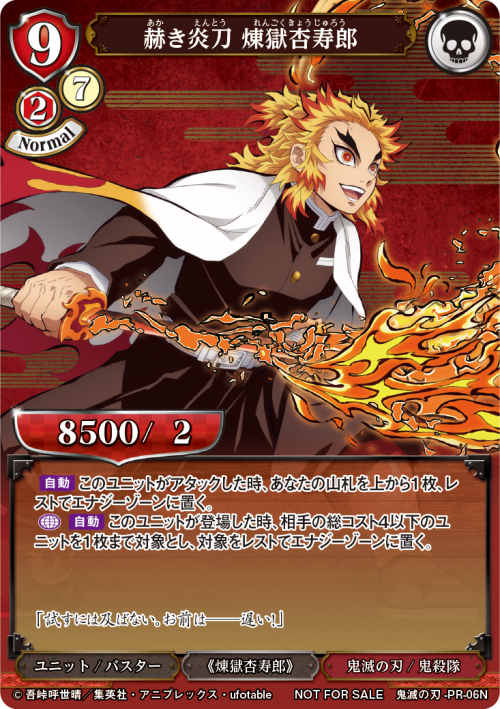 9
あか えんとう れんごくきょうじゅろう
赫き炎刀 煉獄杏寿郎
2
7
Normal
8500/ 2
自動 このユニットがアタックした時、あなたの山札を上から1枚、レ
ストでエナジーゾーンに置く。
自動 このユニットが登場した時、相手の総コスト4以下のユ
ニットを1枚まで対象とし、対象をレストでエナジーゾーンに置く。
「試すには及ばない。お前は――遅い!」
ユニット / バスター
《煉獄杏寿郎》
鬼滅の刃 / 鬼殺隊
© 吾峠呼世晴/集英社・アニプレックス・ufotable NOT FOR SALE 鬼滅の刃 -PR-06N